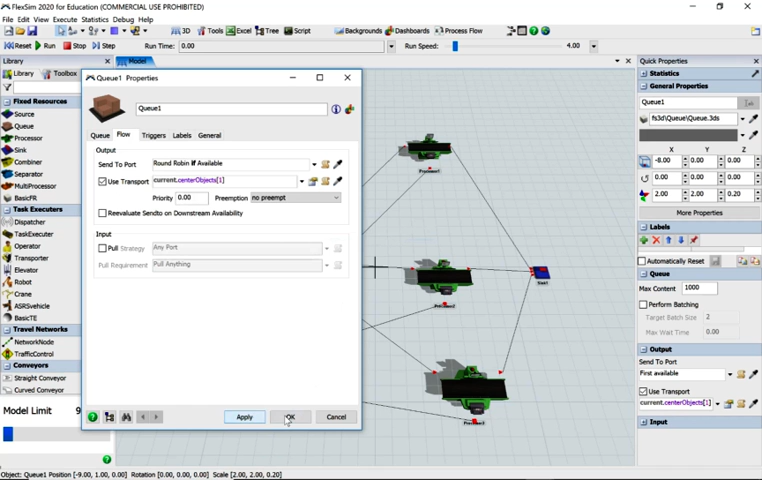 FlexSim 2020 for Education (COMMERCIAL USE PROHIBITED)
File Edit View Execute Statistics Debug Help
3D Tools Excel Tree Script Backgrounds Dashboards Process Flow
Reset Run Stop Step Run Time: 0.00 Run Speed: 4.00
Library
Library Toolbox
Fixed Resources
Source
Queue
Processor
Sink
Combiner
Separator
MultiProcessor
BasicFR
Task Executers
Dispatcher
TaskExecuter
Operator
Transporter
Elevator
Robot
Crane
ASRSvehicle
BasicTE
Travel Networks
NetworkNode
TrafficControl
Conveyors
Straight Conveyor
Curved Conveyor
Model Limit 9
Model
Queue1 Properties
Queue1
Queue Flow Triggers Labels General
Output
Send To Port Round Robin if Available
Use Transport current.centerObjects[1]
Priority 0.00 Preemption no preempt
Reevaluate Sendto on Downstream Availability
Input
Pull Strategy Any Port
Pull Requirement Pull Anything
Apply OK Cancel
Processor1
Processor2
Processor3
Sink1
Quick Properties
Statistics
General Properties
Queue1
fs3d\Queue\Queue.3ds
X Y Z
-8.00 0.00 0.00
0.00 0.00 0.00
2.00 2.00 0.20
More Properties
Labels
Automatically Reset
Queue
Max Content 1000
Perform Batching
Target Batch Size 2
Max Wait Time 0.00
Output
Send To Port
First available
Use Transport
current.centerObjects[1]
Input
Object: Queue1 Position [-9.00, 1.00, 0.00] Rotation [0.00, 0.00, 0.00] Scale [2.00, 2.00, 0.20]